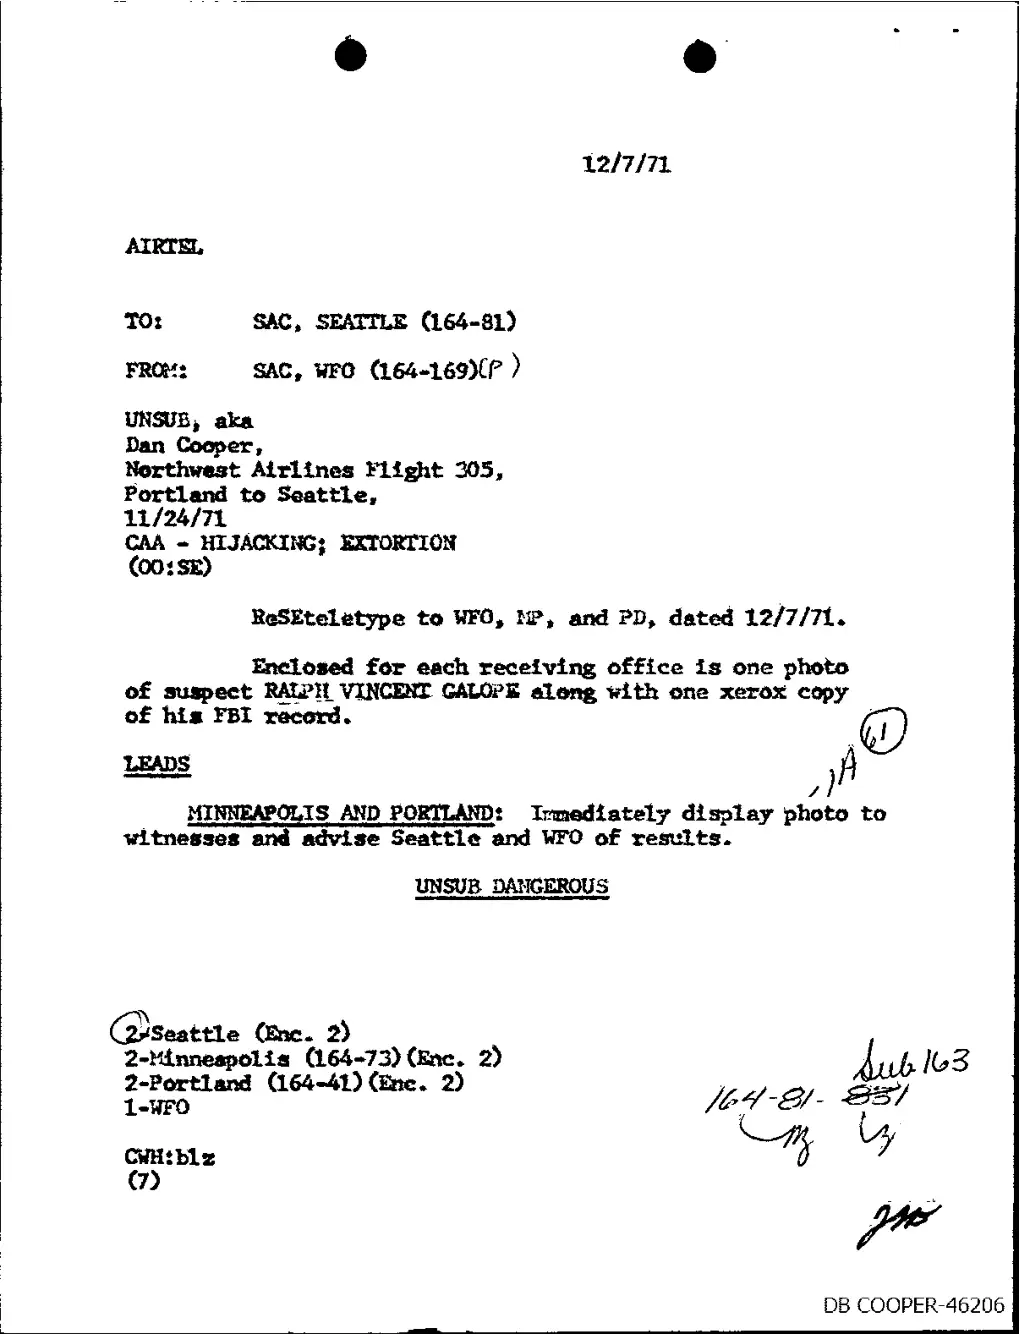 12/7/71
AIRTEL
TO: SAC, SEATTLE (164-81)
FROM: SAC, WFO (164-169)(P)
UNSUB, aka
Dan Cooper,
Northwest Airlines Flight 305,
Portland to Seattle,
11/24/71
CAA - HIJACKING; EXTORTION
(OO:SE)
ReSEteletype to WFO, MP, and PD, dated 12/7/71.
Enclosed for each receiving office is one photo
of suspect RALPH VINCENT GALOPE along with one xerox copy
of his FBI record.
61
1A
LEADS
MINNEAPOLIS AND PORTLAND: Immediately display photo to
witnesses and advise Seattle and WFO of results.
UNSUB DANGEROUS
2-Seattle (Enc. 2)
2-Minneapolis (164-73)(Enc. 2)
2-Portland (164-41)(Enc. 2)
1-WFO
Sub 163
164-81-
CWH:blz
(7)
DB COOPER-46206